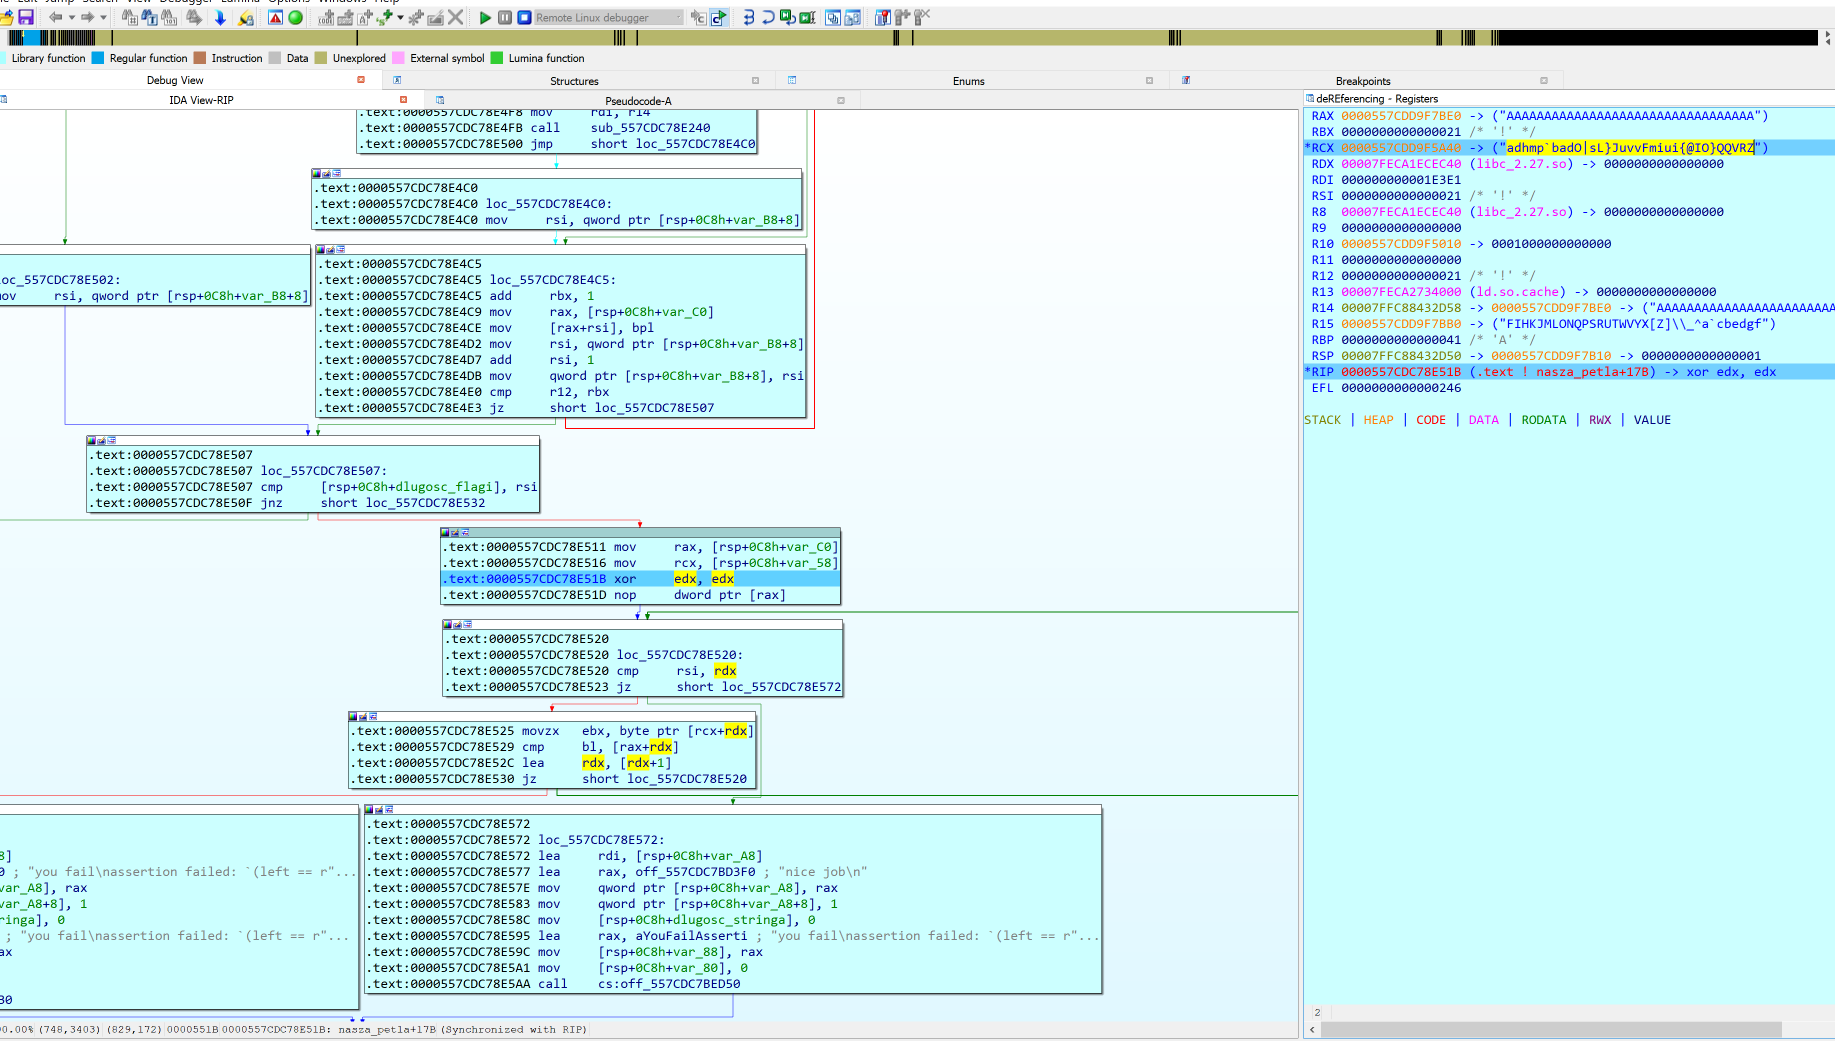 Edit Jump Search View Debugger Lumina Options Windows Help
Remote Linux debugger
Library function Regular function Instruction Data Unexplored External symbol Lumina function
Debug View Structures Enums Breakpoints
IDA View-RIP Pseudocode-A
.text:0000557CDC78E4F8 mov rdi, r14
.text:0000557CDC78E4FB call sub_557CDC78E240
.text:0000557CDC78E500 jmp short loc_557CDC78E4C0
.text:0000557CDC78E4C0
.text:0000557CDC78E4C0 loc_557CDC78E4C0:
.text:0000557CDC78E4C0 mov rsi, qword ptr [rsp+0C8h+var_B8+8]
oc_557CDC78E502:
mov rsi, qword ptr [rsp+0C8h+var_B8+8]
.text:0000557CDC78E4C5
.text:0000557CDC78E4C5 loc_557CDC78E4C5:
.text:0000557CDC78E4C5 add rbx, 1
.text:0000557CDC78E4C9 mov rax, [rsp+0C8h+var_C0]
.text:0000557CDC78E4CE mov [rax+rsi], bpl
.text:0000557CDC78E4D2 mov rsi, qword ptr [rsp+0C8h+var_B8+8]
.text:0000557CDC78E4D7 add rsi, 1
.text:0000557CDC78E4DB mov qword ptr [rsp+0C8h+var_B8+8], rsi
.text:0000557CDC78E4E0 cmp r12, rbx
.text:0000557CDC78E4E3 jz short loc_557CDC78E507
.text:0000557CDC78E507
.text:0000557CDC78E507 loc_557CDC78E507:
.text:0000557CDC78E507 cmp [rsp+0C8h+dlugosc_flagi], rsi
.text:0000557CDC78E50F jnz short loc_557CDC78E532
.text:0000557CDC78E511 mov rax, [rsp+0C8h+var_C0]
.text:0000557CDC78E516 mov rcx, [rsp+0C8h+var_58]
.text:0000557CDC78E51B xor edx, edx
.text:0000557CDC78E51D nop dword ptr [rax]
.text:0000557CDC78E520
.text:0000557CDC78E520 loc_557CDC78E520:
.text:0000557CDC78E520 cmp rsi, rdx
.text:0000557CDC78E523 jz short loc_557CDC78E572
.text:0000557CDC78E525 movzx ebx, byte ptr [rcx+rdx]
.text:0000557CDC78E529 cmp bl, [rax+rdx]
.text:0000557CDC78E52C lea rdx, [rdx+1]
.text:0000557CDC78E530 jz short loc_557CDC78E520
8]
; "you fail\nassertion failed: `(left == r"...
var_A8], rax
var_A8+8], 1
ringa], 0
; "you fail\nassertion failed: `(left == r"...
ax
80
.text:0000557CDC78E572
.text:0000557CDC78E572 loc_557CDC78E572:
.text:0000557CDC78E572 lea rdi, [rsp+0C8h+var_A8]
.text:0000557CDC78E577 lea rax, off_557CDC7BD3F0 ; "nice job\n"
.text:0000557CDC78E57E mov qword ptr [rsp+0C8h+var_A8], rax
.text:0000557CDC78E583 mov qword ptr [rsp+0C8h+var_A8+8], 1
.text:0000557CDC78E58C mov [rsp+0C8h+dlugosc_stringa], 0
.text:0000557CDC78E595 lea rax, aYouFailAsserti ; "you fail\nassertion failed: `(left == r"...
.text:0000557CDC78E59C mov [rsp+0C8h+var_88], rax
.text:0000557CDC78E5A1 mov [rsp+0C8h+var_80], 0
.text:0000557CDC78E5AA call cs:off_557CDC7BED50
00.00% (748,3403) (829,172) 0000551B 0000557CDC78E51B: nasza_petla+17B (Synchronized with RIP)
deREferencing - Registers
RAX 0000557CDD9F7BE0 -> ("AAAAAAAAAAAAAAAAAAAAAAAAAAAAAAAAA")
RBX 0000000000000021 /* '!' */
*RCX 0000557CDD9F5A40 -> ("adhmp`badO|sL}JuvvFmiui{@IO}QQVRZ")
RDX 00007FECA1ECEC40 (libc_2.27.so) -> 0000000000000000
RDI 000000000001E3E1
RSI 0000000000000021 /* '!' */
R8 00007FECA1ECEC40 (libc_2.27.so) -> 0000000000000000
R9 0000000000000000
R10 0000557CDD9F5010 -> 0001000000000000
R11 0000000000000000
R12 0000000000000021 /* '!' */
R13 00007FECA2734000 (ld.so.cache) -> 0000000000000000
R14 00007FFC88432D58 -> 0000557CDD9F7BE0 -> ("AAAAAAAAAAAAAAAAAAAAAAAA
R15 0000557CDD9F7BB0 -> ("FIHKJMLONQPSRUTWVYX[Z]\\_^a`cbedgf")
RBP 0000000000000041 /* 'A' */
RSP 00007FFC88432D50 -> 0000557CDD9F7B10 -> 0000000000000001
*RIP 0000557CDC78E51B (.text ! nasza_petla+17B) -> xor edx, edx
EFL 0000000000000246
STACK | HEAP | CODE | DATA | RODATA | RWX | VALUE
2